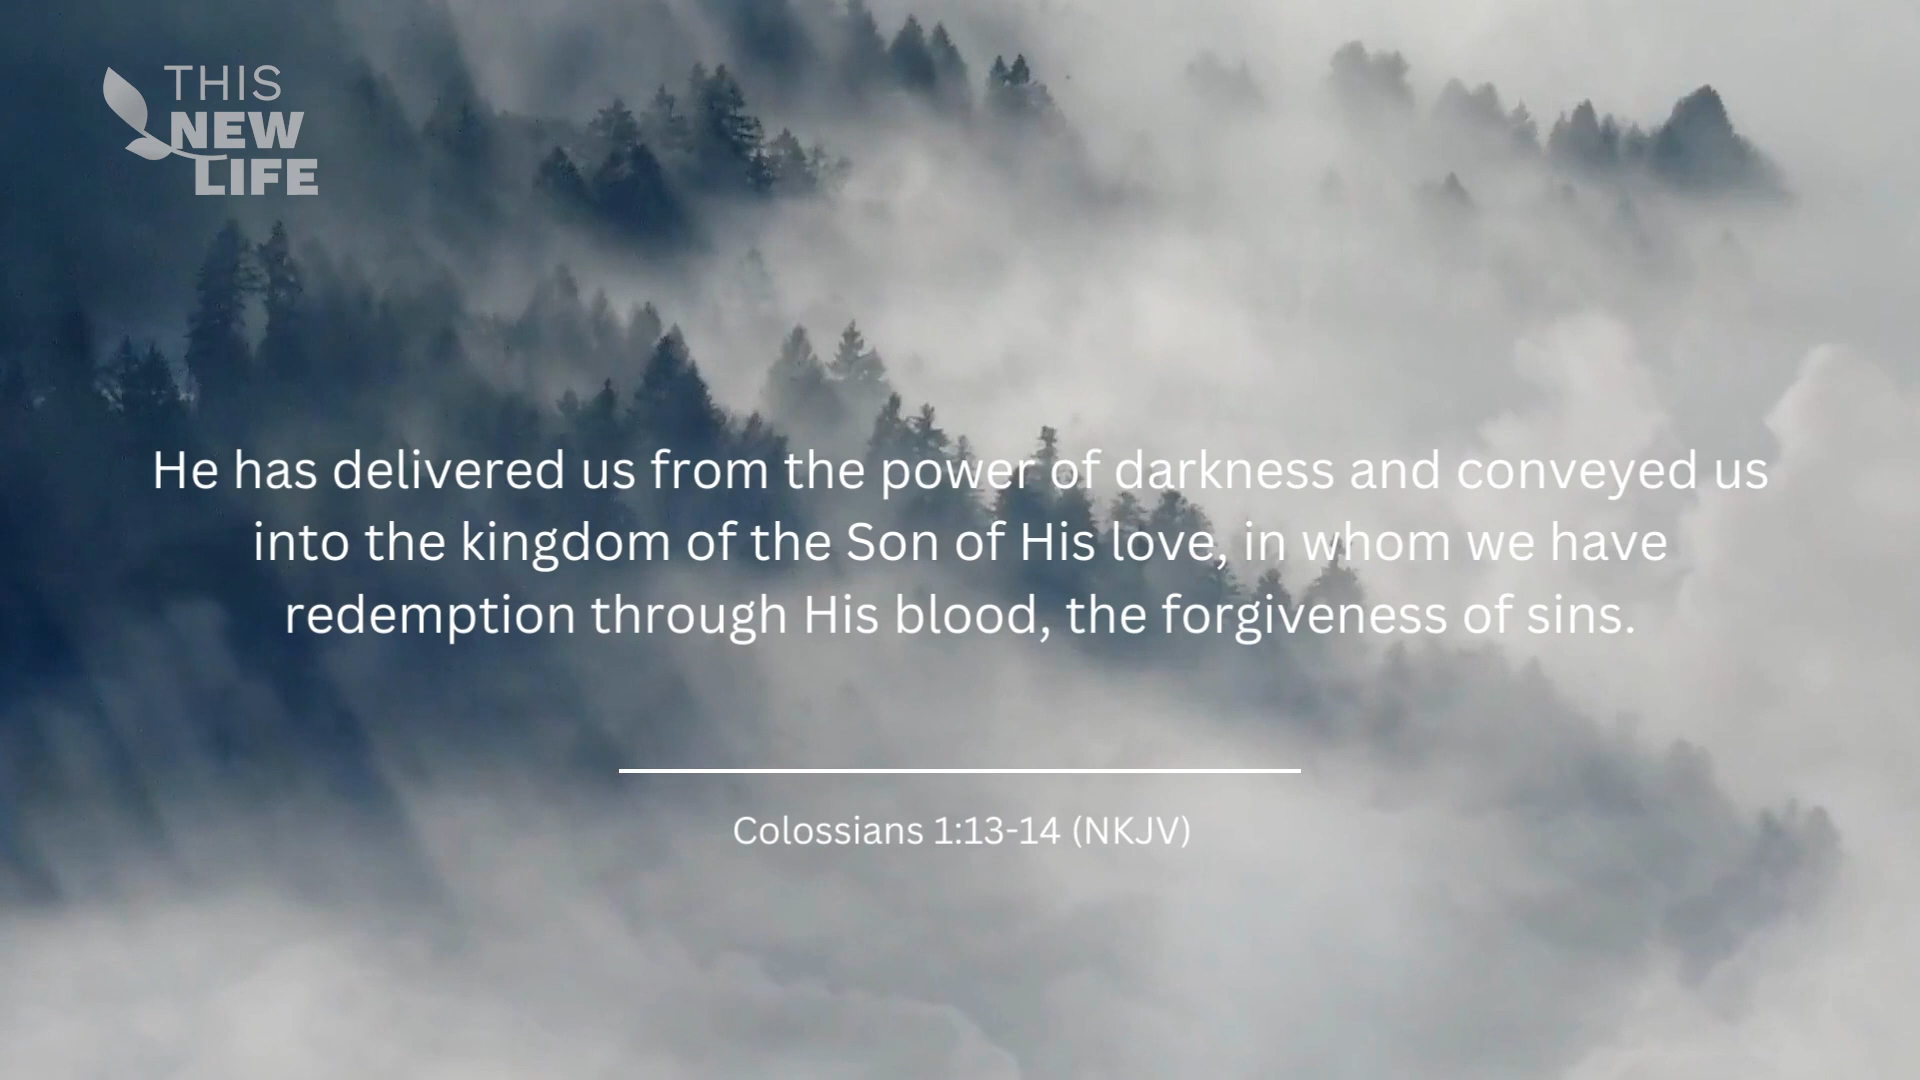 THIS
NEW
LIFE
He has delivered us from the power of darkness and conveyed us
into the kingdom of the Son of His love, in whom we have
redemption through His blood, the forgiveness of sins.
Colossians 1:13-14 (NKJV)